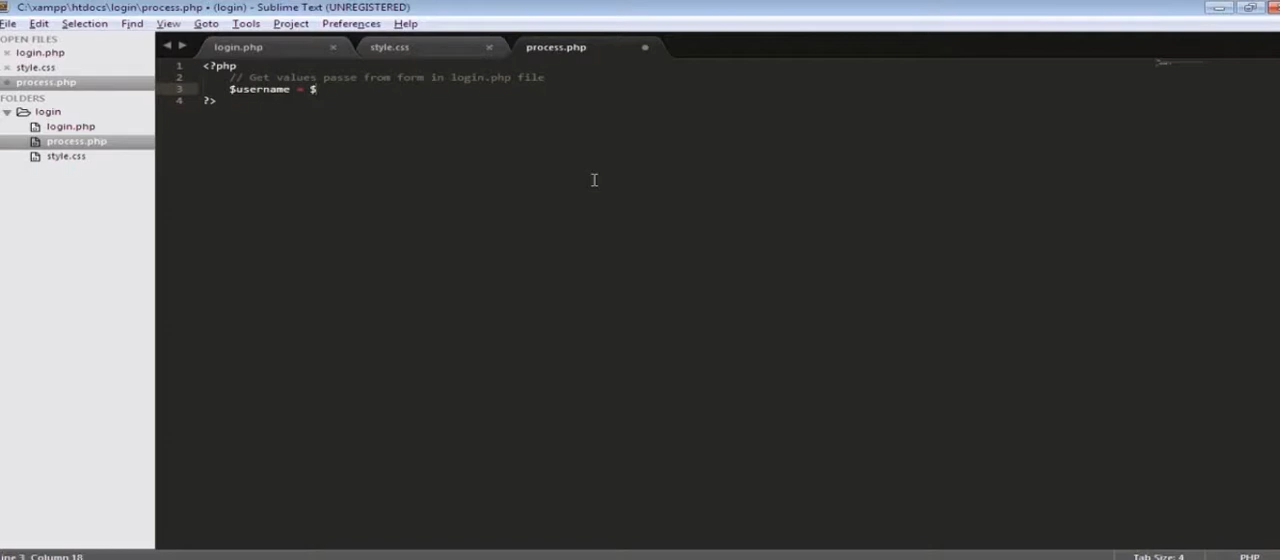 C:\xampp\htdocs\login\process.php • (login) - Sublime Text (UNREGISTERED)
File Edit Selection Find View Goto Tools Project Preferences Help
OPEN FILES
login.php
style.css
process.php
FOLDERS
login
login.php
process.php
style.css
login.php style.css process.php
1 <?php
2 // Get values passe from form in login.php file
3 $username = $
4 ?>
ine 3, Column 18 Tab Size: 4 PHP